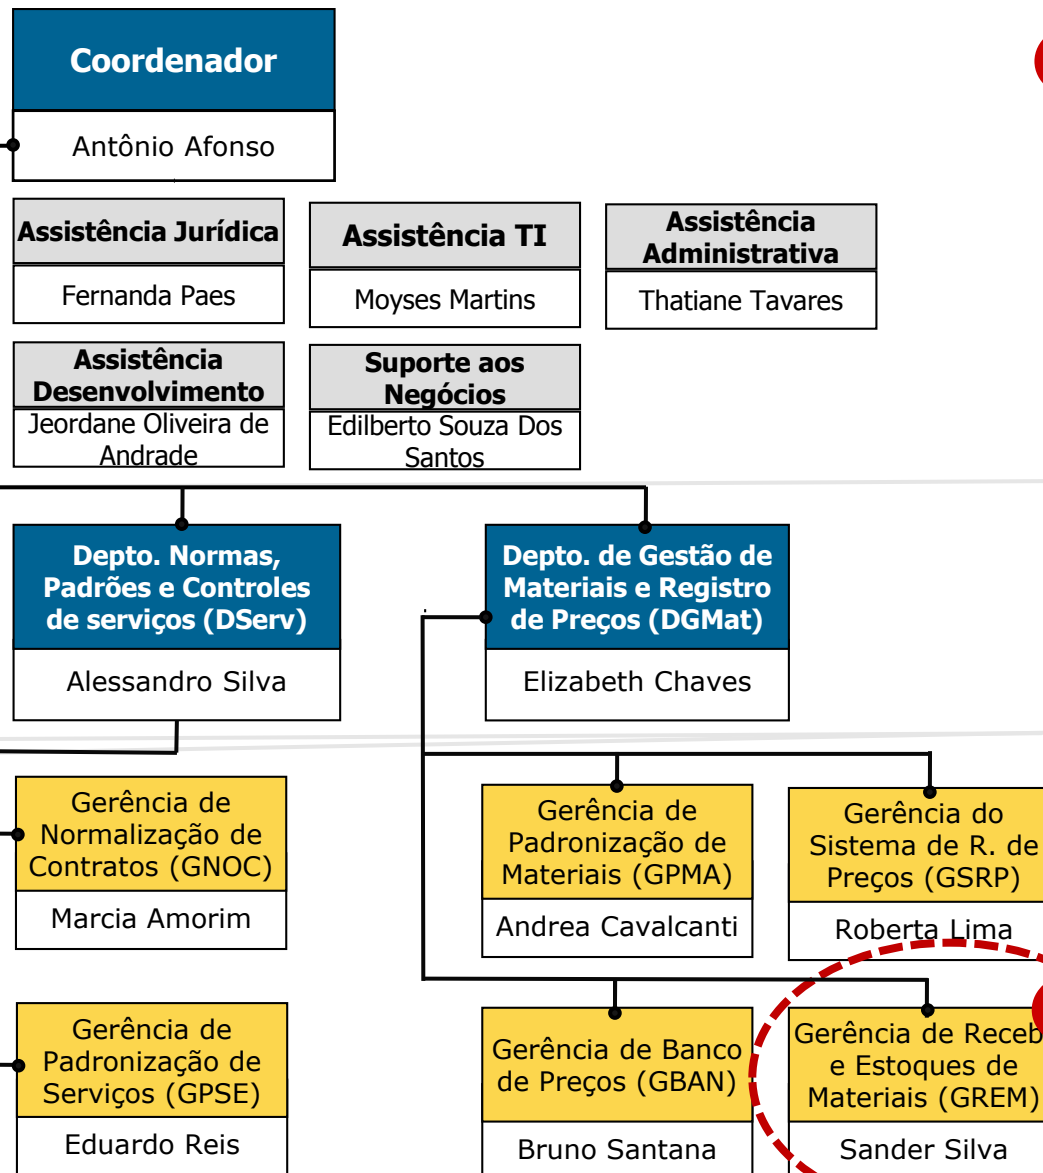 Coordenador
Antônio Afonso
Assistência Jurídica
Fernanda Paes
Assistência TI
Moyses Martins
Assistência
Administrativa
Thatiane Tavares
Assistência
Desenvolvimento
Jeordane Oliveira de
Andrade
Suporte aos
Negócios
Edilberto Souza Dos
Santos
Depto. Normas,
Padrões e Controles
de serviços (DServ)
Alessandro Silva
Depto. de Gestão de
Materiais e Registro
de Preços (DGMat)
Elizabeth Chaves
Gerência de
Normalização de
Contratos (GNOC)
Marcia Amorim
Gerência de
Padronização de
Materiais (GPMA)
Andrea Cavalcanti
Gerência do
Sistema de R. de
Preços (GSRP)
Roberta Lima
Gerência de
Padronização de
Serviços (GPSE)
Eduardo Reis
Gerência de Banco
de Preços (GBAN)
Bruno Santana
Gerência de Receb
e Estoques de
Materiais (GREM)
Sander Silva